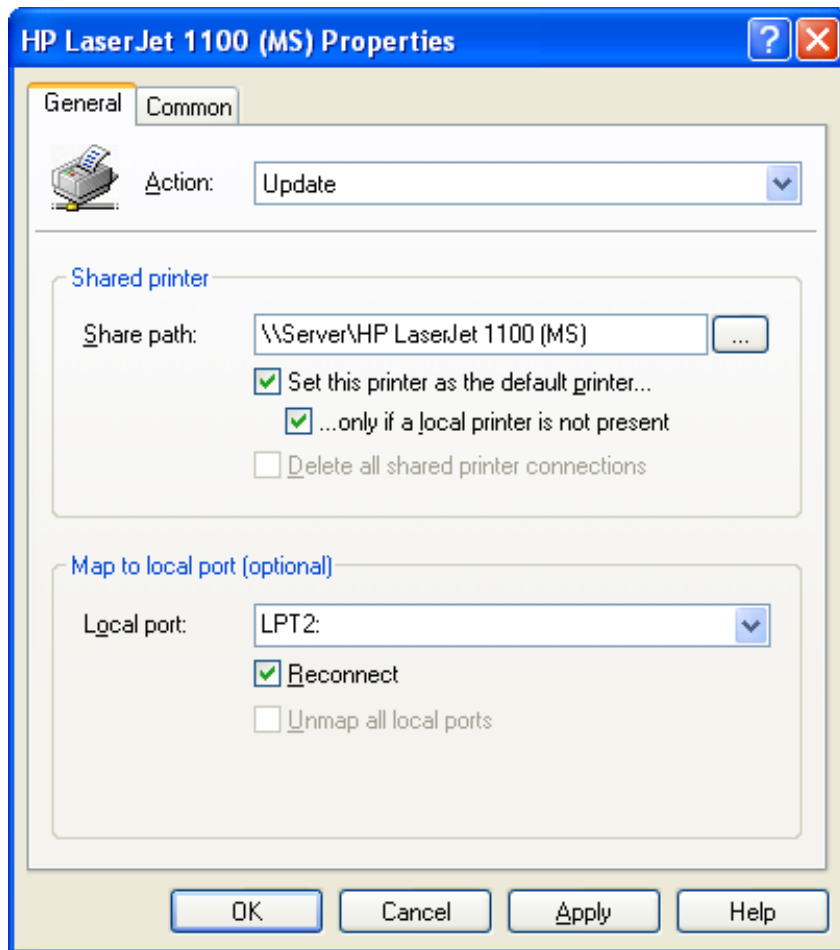 HP LaserJet 1100 (MS) Properties
?
General
Common
Action:
Update
Shared printer
Share path:
\\Server\HP LaserJet 1100 (MS)
...
Set this printer as the default printer...
...only if a local printer is not present
Delete all shared printer connections
Map to local port (optional)
Local port:
LPT2:
Reconnect
Unmap all local ports
OK
Cancel
Apply
Help